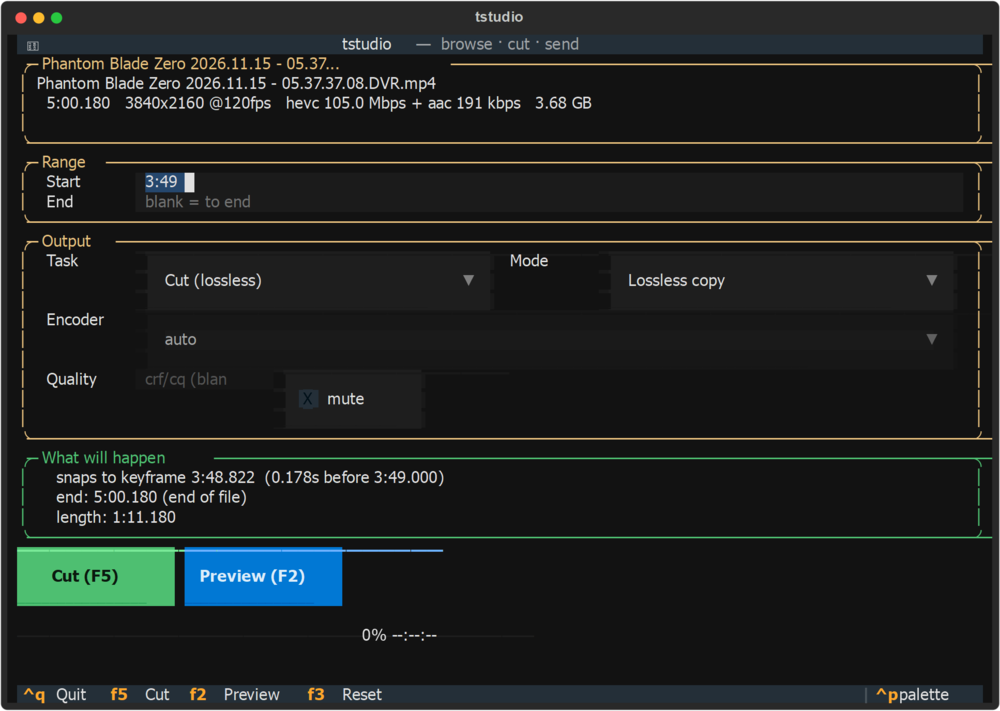 tstudio
tstudio — browse · cut · send
Phantom Blade Zero 2026.11.15 - 05.37...
Phantom Blade Zero 2026.11.15 - 05.37.37.08.DVR.mp4
5:00.180 3840x2160 @120fps hevc 105.0 Mbps + aac 191 kbps 3.68 GB
Range
Start 3:49
End blank = to end
Output
Task Cut (lossless) ▼ Mode Lossless copy ▼
Encoder auto ▼
Quality crf/cq (blan X mute
What will happen
snaps to keyframe 3:48.822 (0.178s before 3:49.000)
end: 5:00.180 (end of file)
length: 1:11.180
Cut (F5) Preview (F2)
0% --:--:--
^q Quit f5 Cut f2 Preview f3 Reset ^p palette